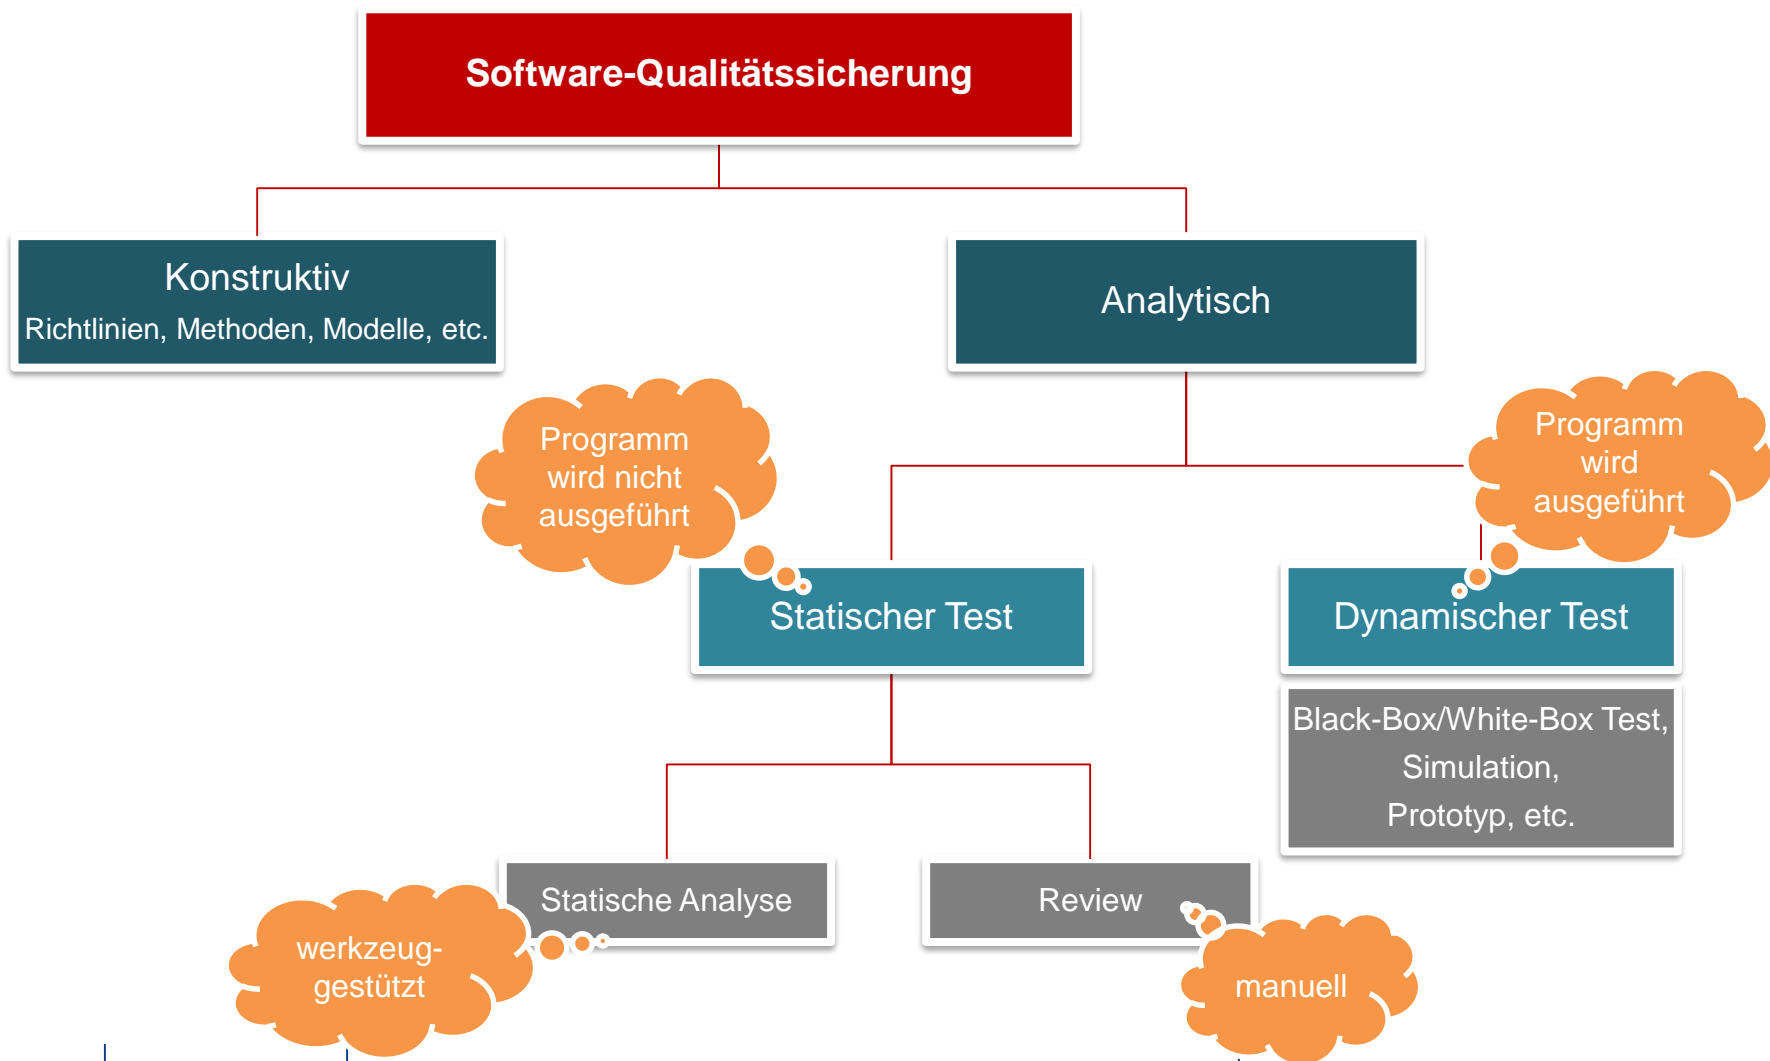 Software-Qualitätssicherung
Konstruktiv
Richtlinien, Methoden, Modelle, etc.
Analytisch
Programm
wird nicht
ausgeführt
Programm
wird
ausgeführt
Statischer Test
Dynamischer Test
Black-Box/White-Box Test,
Simulation,
Prototyp, etc.
Statische Analyse
Review
werkzeug-
gestützt
manuell